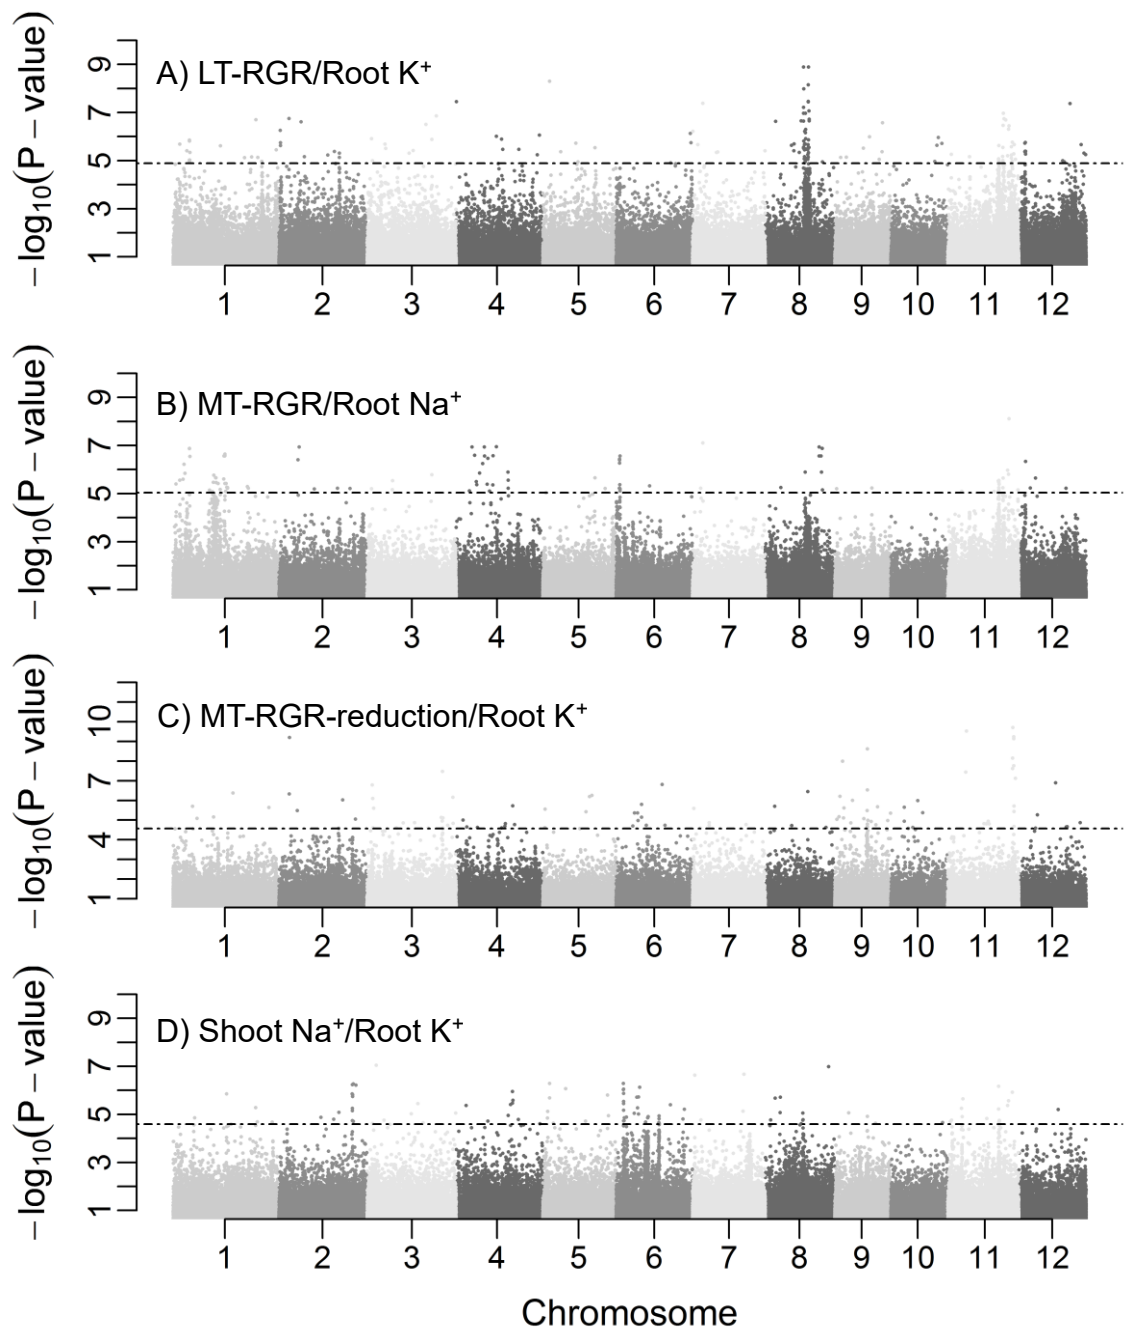 A) LT-RGR/Root K⁺
−log₁₀(P − value)
9
7
5
3
1
1 2 3 4 5 6 7 8 9 10 11 12
B) MT-RGR/Root Na⁺
−log₁₀(P − value)
9
7
5
3
1
1 2 3 4 5 6 7 8 9 10 11 12
C) MT-RGR-reduction/Root K⁺
−log₁₀(P − value)
10
7
4
1
1 2 3 4 5 6 7 8 9 10 11 12
D) Shoot Na⁺/Root K⁺
−log₁₀(P − value)
9
7
5
3
1
1 2 3 4 5 6 7 8 9 10 11 12
Chromosome